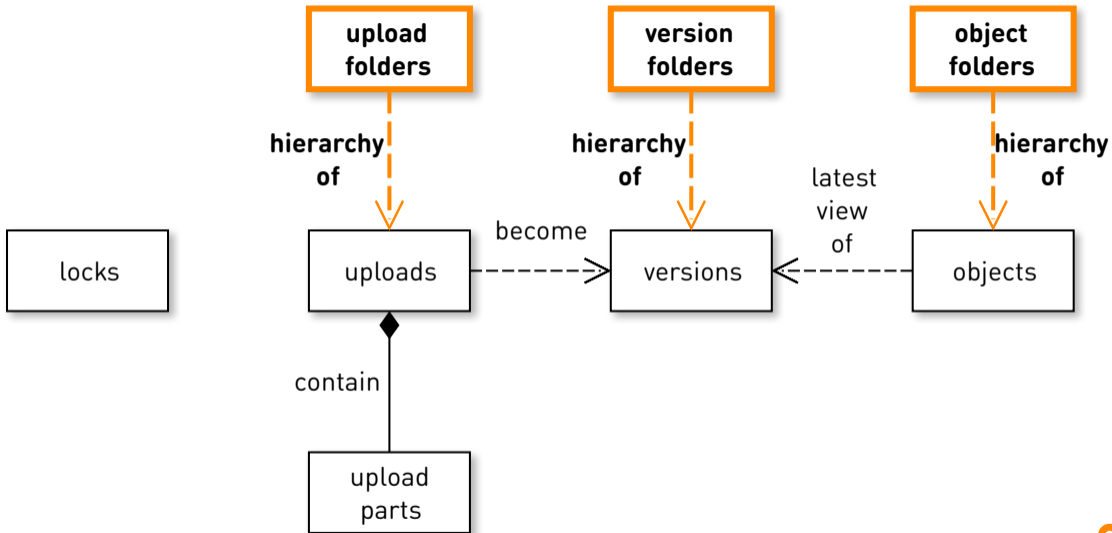 upload
folders
version
folders
object
folders
hierarchy
of
hierarchy
of
hierarchy
of
latest
view
of
become
locks
uploads
versions
objects
contain
upload
parts